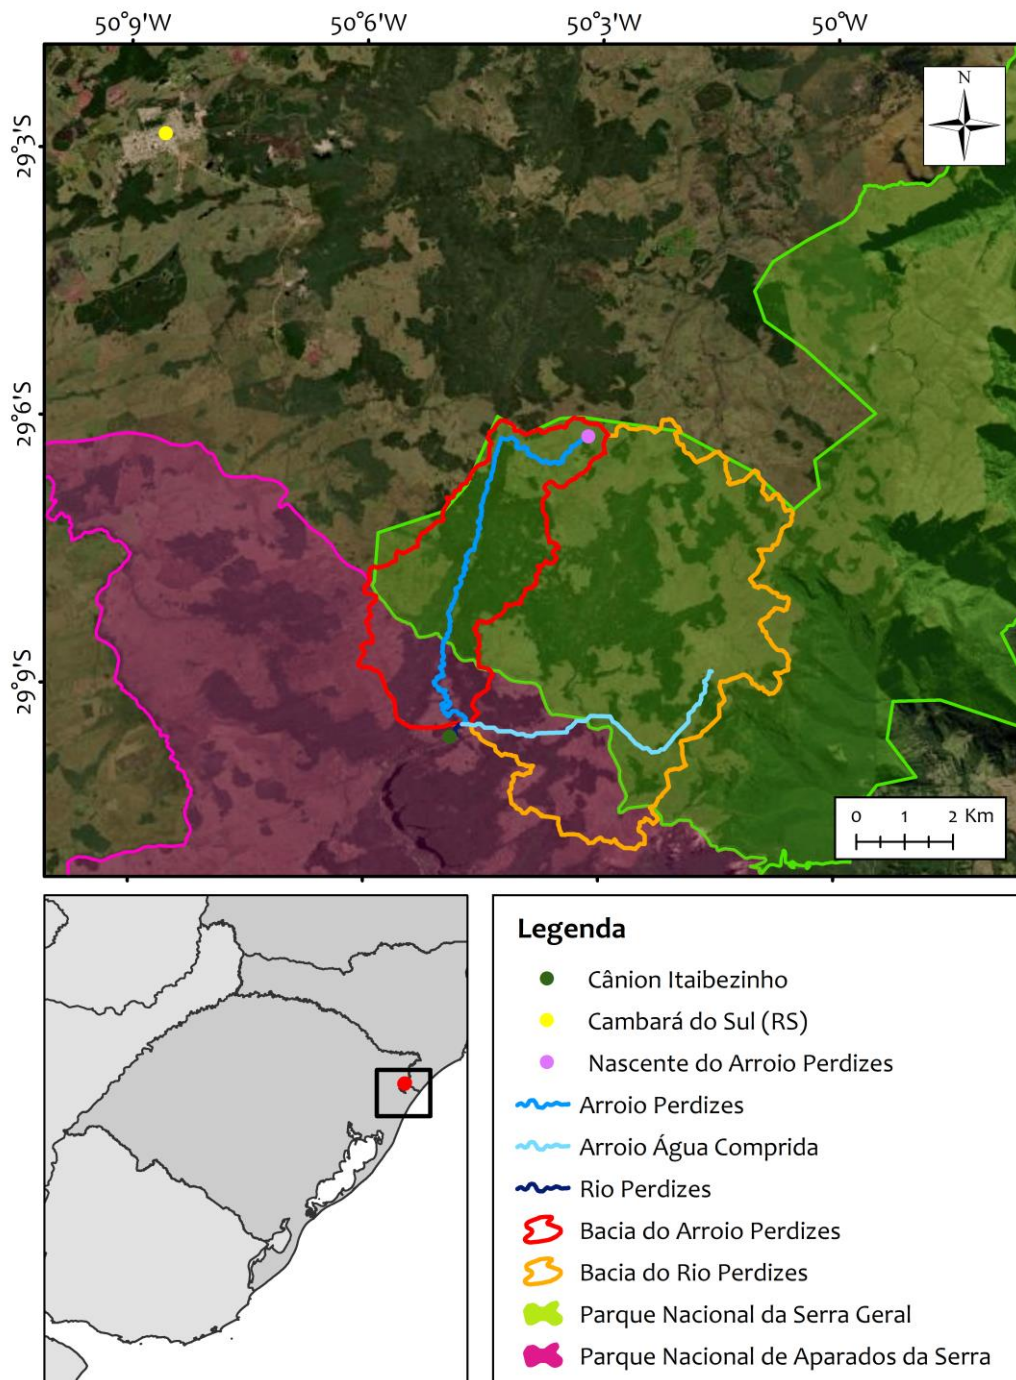 50°9'W 50°6'W 50°3'W 50°W
N
29°3'S
29°6'S
29°9'S
0 1 2 Km
Legenda
Cânion Itaibezinho
Cambará do Sul (RS)
Nascente do Arroio Perdizes
Arroio Perdizes
Arroio Água Comprida
Rio Perdizes
Bacia do Arroio Perdizes
Bacia do Rio Perdizes
Parque Nacional da Serra Geral
Parque Nacional de Aparados da Serra